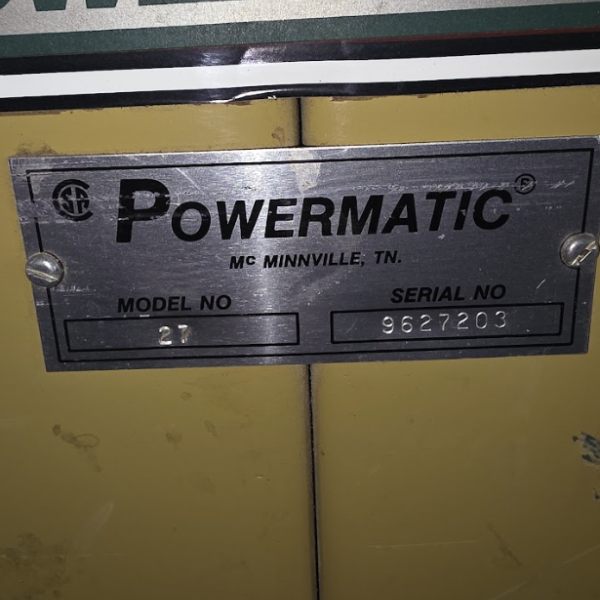 POWERMATIC®
Mc MINNVILLE, TN.
MODEL NO
27
SERIAL NO
9627203